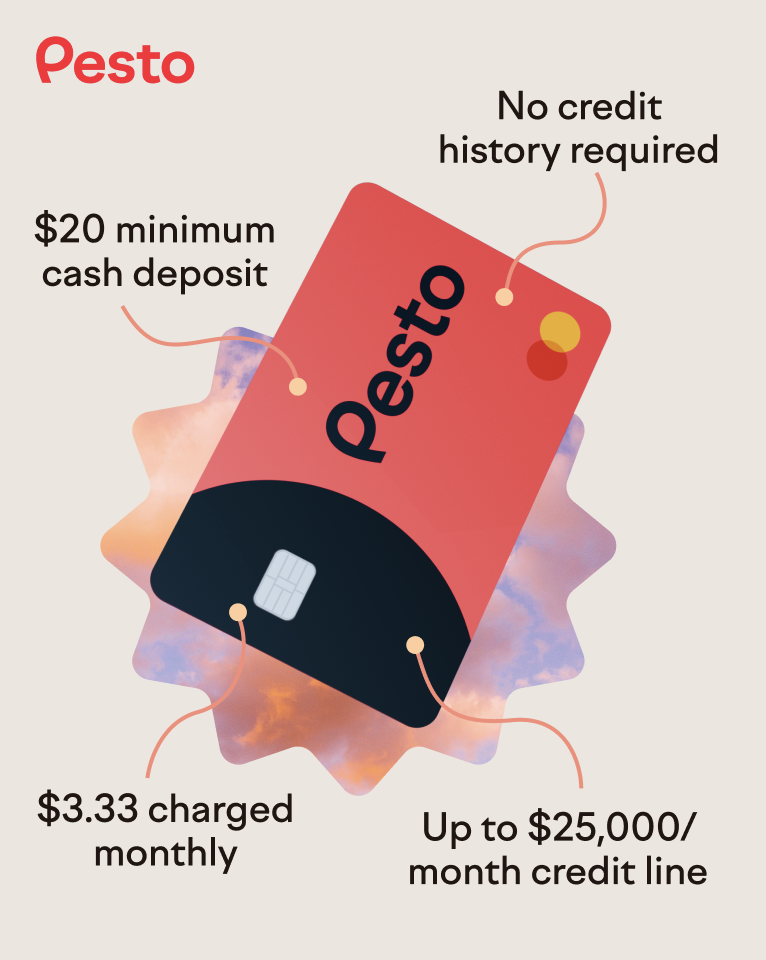 Pesto
No credit
history required
$20 minimum
cash deposit
Pesto
$3.33 charged
monthly
Up to $25,000/
month credit line